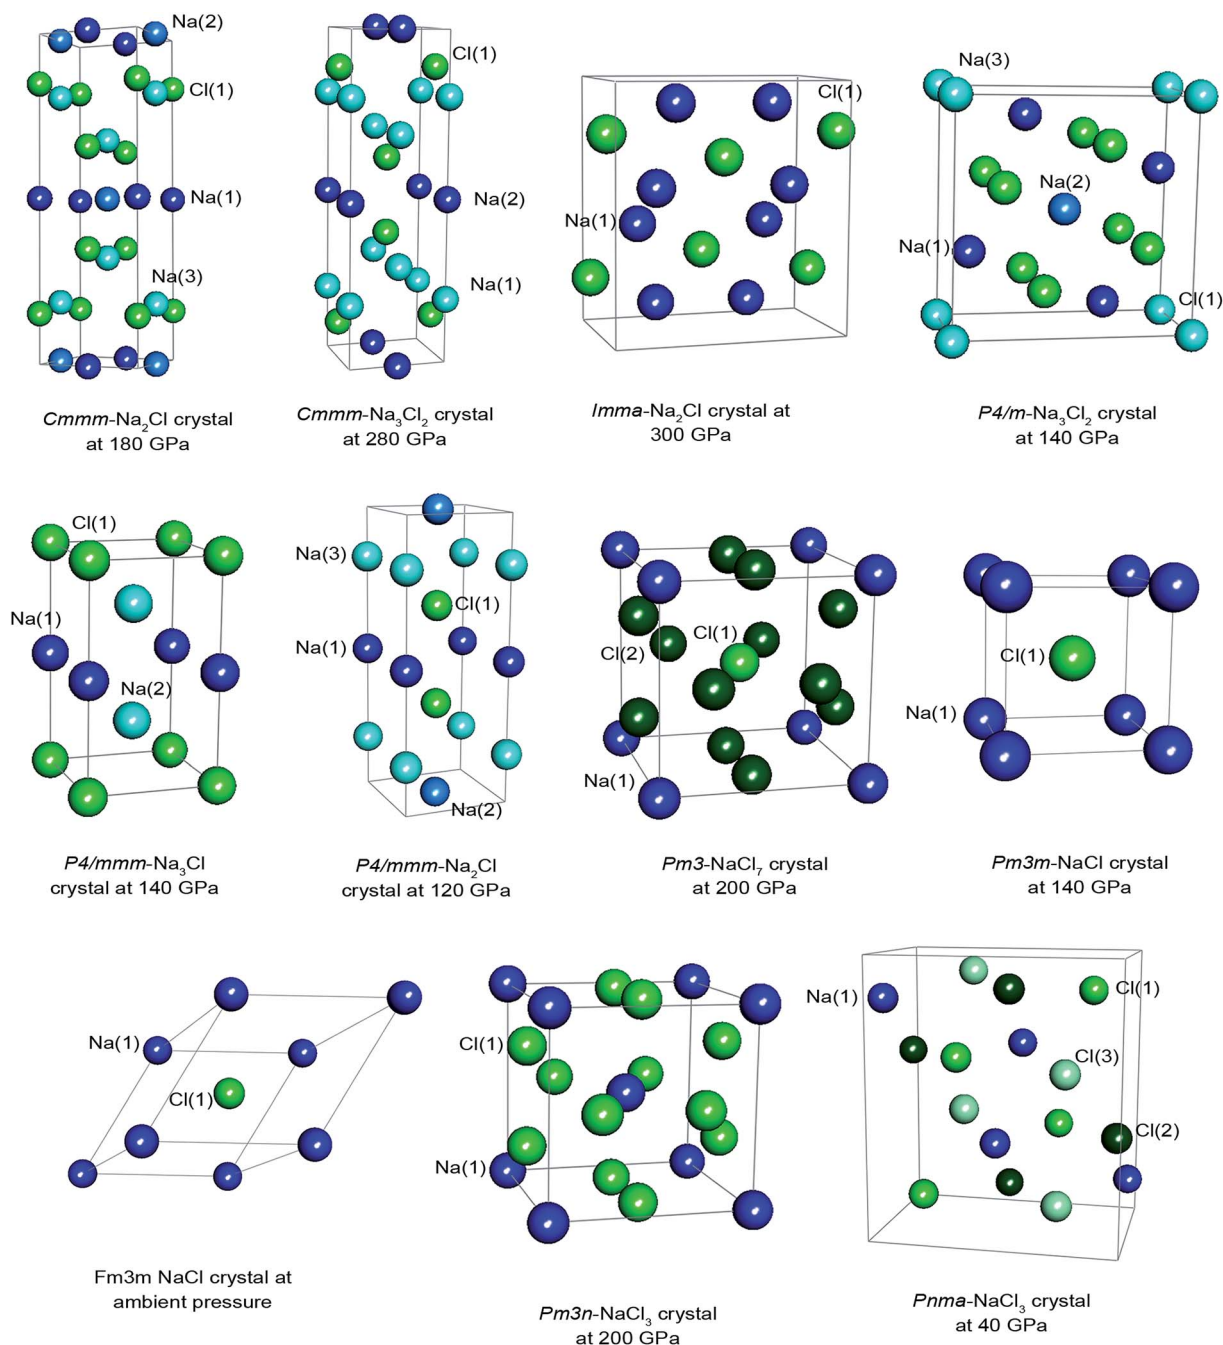 Na(2)
Cl(1)
Na(1)
Na(3)
Cmmm-Na₂Cl crystal
at 180 GPa
Cl(1)
Na(2)
Na(1)
Cmmm-Na₃Cl₂ crystal
at 280 GPa
Cl(1)
Na(1)
Imma-Na₂Cl crystal at
300 GPa
Na(3)
Na(2)
Na(1)
Cl(1)
P4/m-Na₃Cl₂ crystal
at 140 GPa
Cl(1)
Na(1)
Na(2)
P4/mmm-Na₃Cl
crystal at 140 GPa
Na(3)
Cl(1)
Na(1)
Na(2)
P4/mmm-Na₂Cl
crystal at 120 GPa
Cl(1)
Cl(2)
Na(1)
Pm3-NaCl₇ crystal
at 200 GPa
Cl(1)
Na(1)
Pm3m-NaCl crystal
at 140 GPa
Na(1)
Cl(1)
Fm3m NaCl crystal at
ambient pressure
Cl(1)
Na(1)
Pm3n-NaCl₃ crystal
at 200 GPa
Na(1)
Cl(1)
Cl(3)
Cl(2)
Pnma-NaCl₃ crystal
at 40 GPa